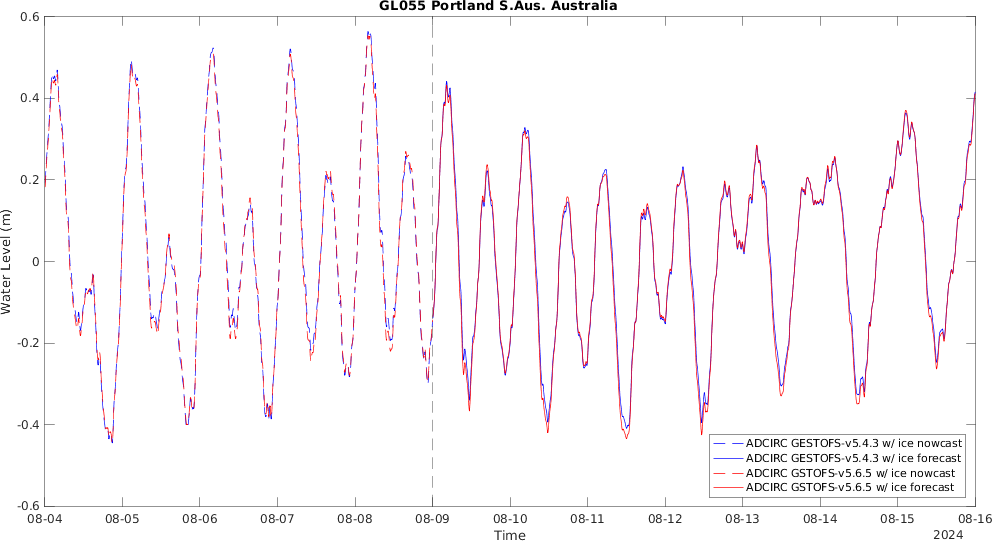 GL055 Portland S.Aus. Australia
0.6
0.4
0.2
0
-0.2
-0.4
-0.6
Water Level (m)
ADCIRC GESTOFS-v5.4.3 w/ ice nowcast
ADCIRC GESTOFS-v5.4.3 w/ ice forecast
ADCIRC GSTOFS-v5.6.5 w/ ice nowcast
ADCIRC GSTOFS-v5.6.5 w/ ice forecast
08-04 08-05 08-06 08-07 08-08 08-09 08-10 08-11 08-12 08-13 08-14 08-15 08-16
Time
2024